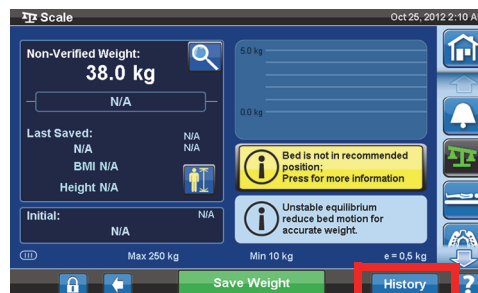 Scale
Oct 25, 2012 2:10 A
Non-Verified Weight:
38.0 kg
N/A
Last Saved:
N/A
N/A
N/A
BMI N/A
Height N/A
Initial:
N/A
N/A
5.0 kg
0.0 kg
Bed is not in recommended
position;
Press for more information
Unstable equilibrium
reduce bed motion for
accurate weight.
Max 250 kg
Min 10 kg
e = 0,5 kg
Save Weight
History
?